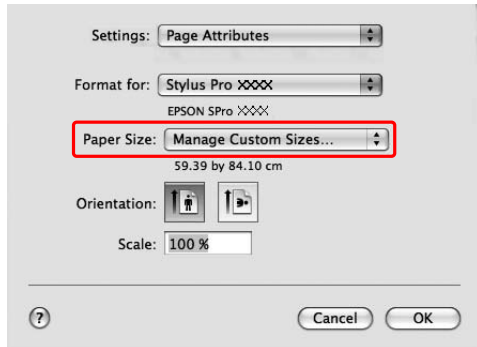 Settings: Page Attributes
Format for: Stylus Pro XXXX
EPSON SPro XXXX
Paper Size: Manage Custom Sizes...
59.39 by 84.10 cm
Orientation:
Scale: 100 %
? Cancel OK